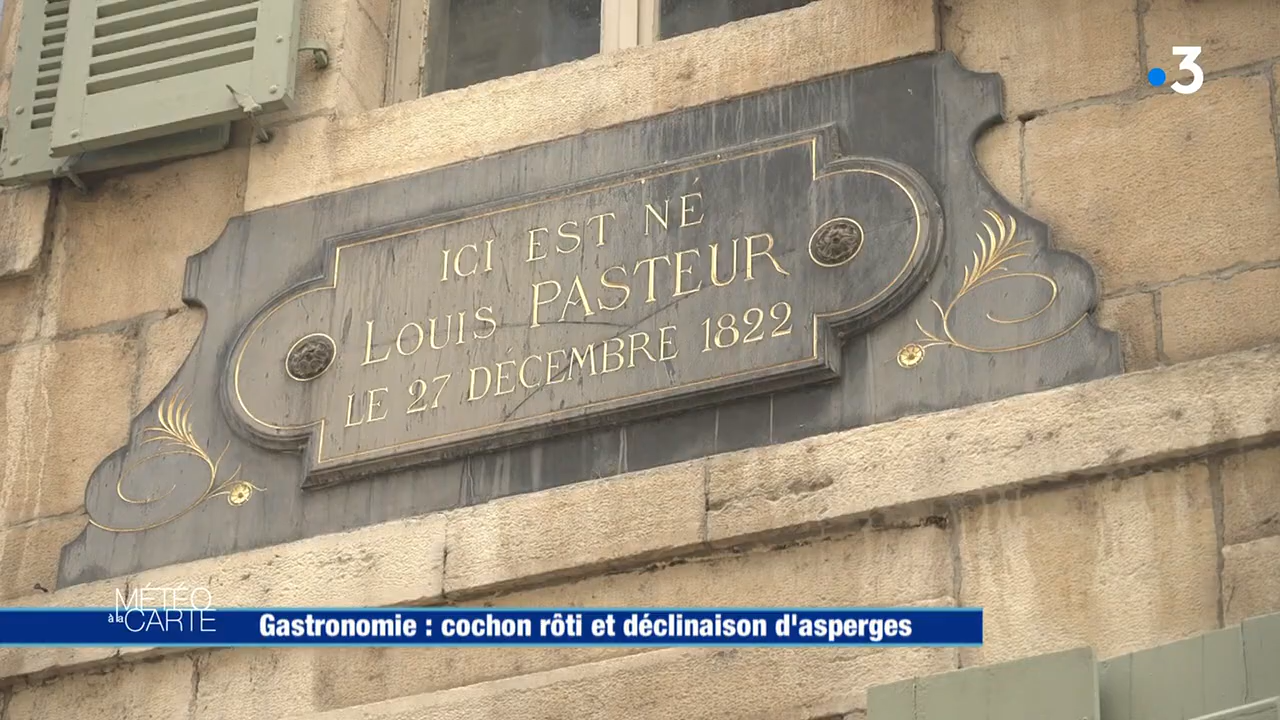 3
ICI EST NÉ
LOUIS PASTEUR
LE 27 DÉCEMBRE 1822
MÉTÉO
à la CARTE
Gastronomie : cochon rôti et déclinaison d'asperges